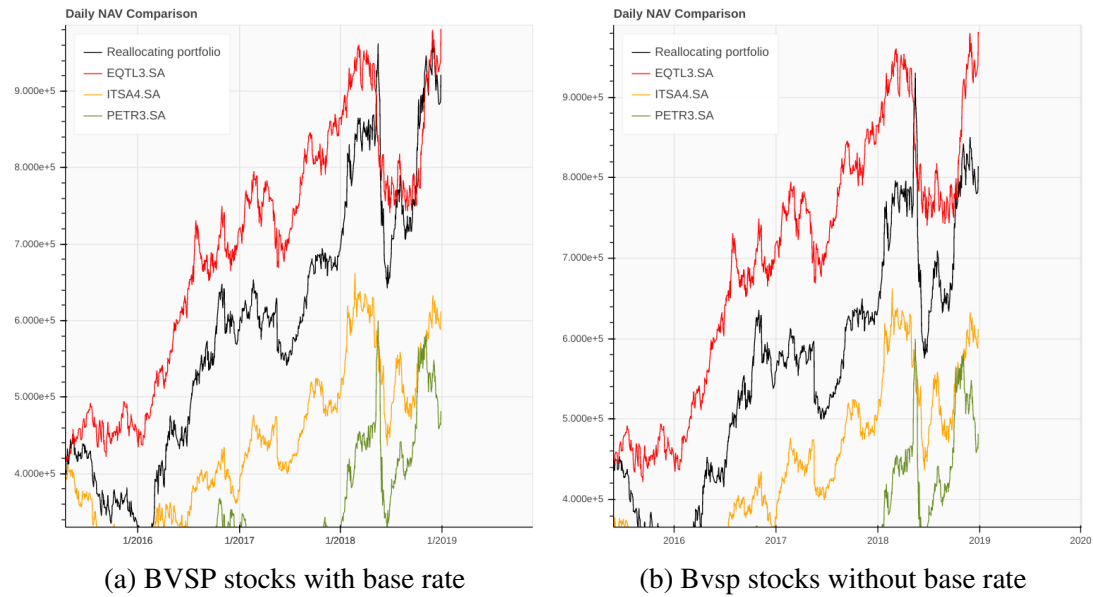 Daily NAV Comparison
Reallocating portfolio
EQTL3.SA
ITSA4.SA
PETR3.SA
9.000e+5
8.000e+5
7.000e+5
6.000e+5
5.000e+5
4.000e+5
1/2016
1/2017
1/2018
1/2019
(a) BVSP stocks with base rate
Daily NAV Comparison
Reallocating portfolio
EQTL3.SA
ITSA4.SA
PETR3.SA
9.000e+5
8.000e+5
7.000e+5
6.000e+5
5.000e+5
4.000e+5
2016
2017
2018
2019
2020
(b) Bvsp stocks without base rate